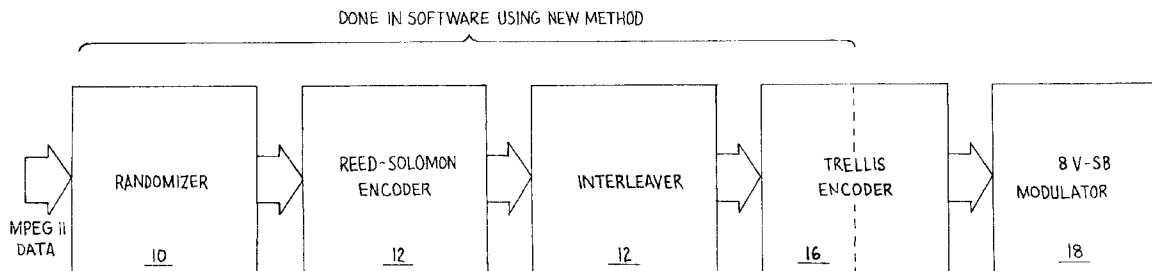 DONE IN SOFTWARE USING NEW METHOD
MPEG II
DATA
RANDOMIZER
10
REED-SOLOMON
ENCODER
12
INTERLEAVER
12
TRELLIS
ENCODER
16
8 V-SB
MODULATOR
18